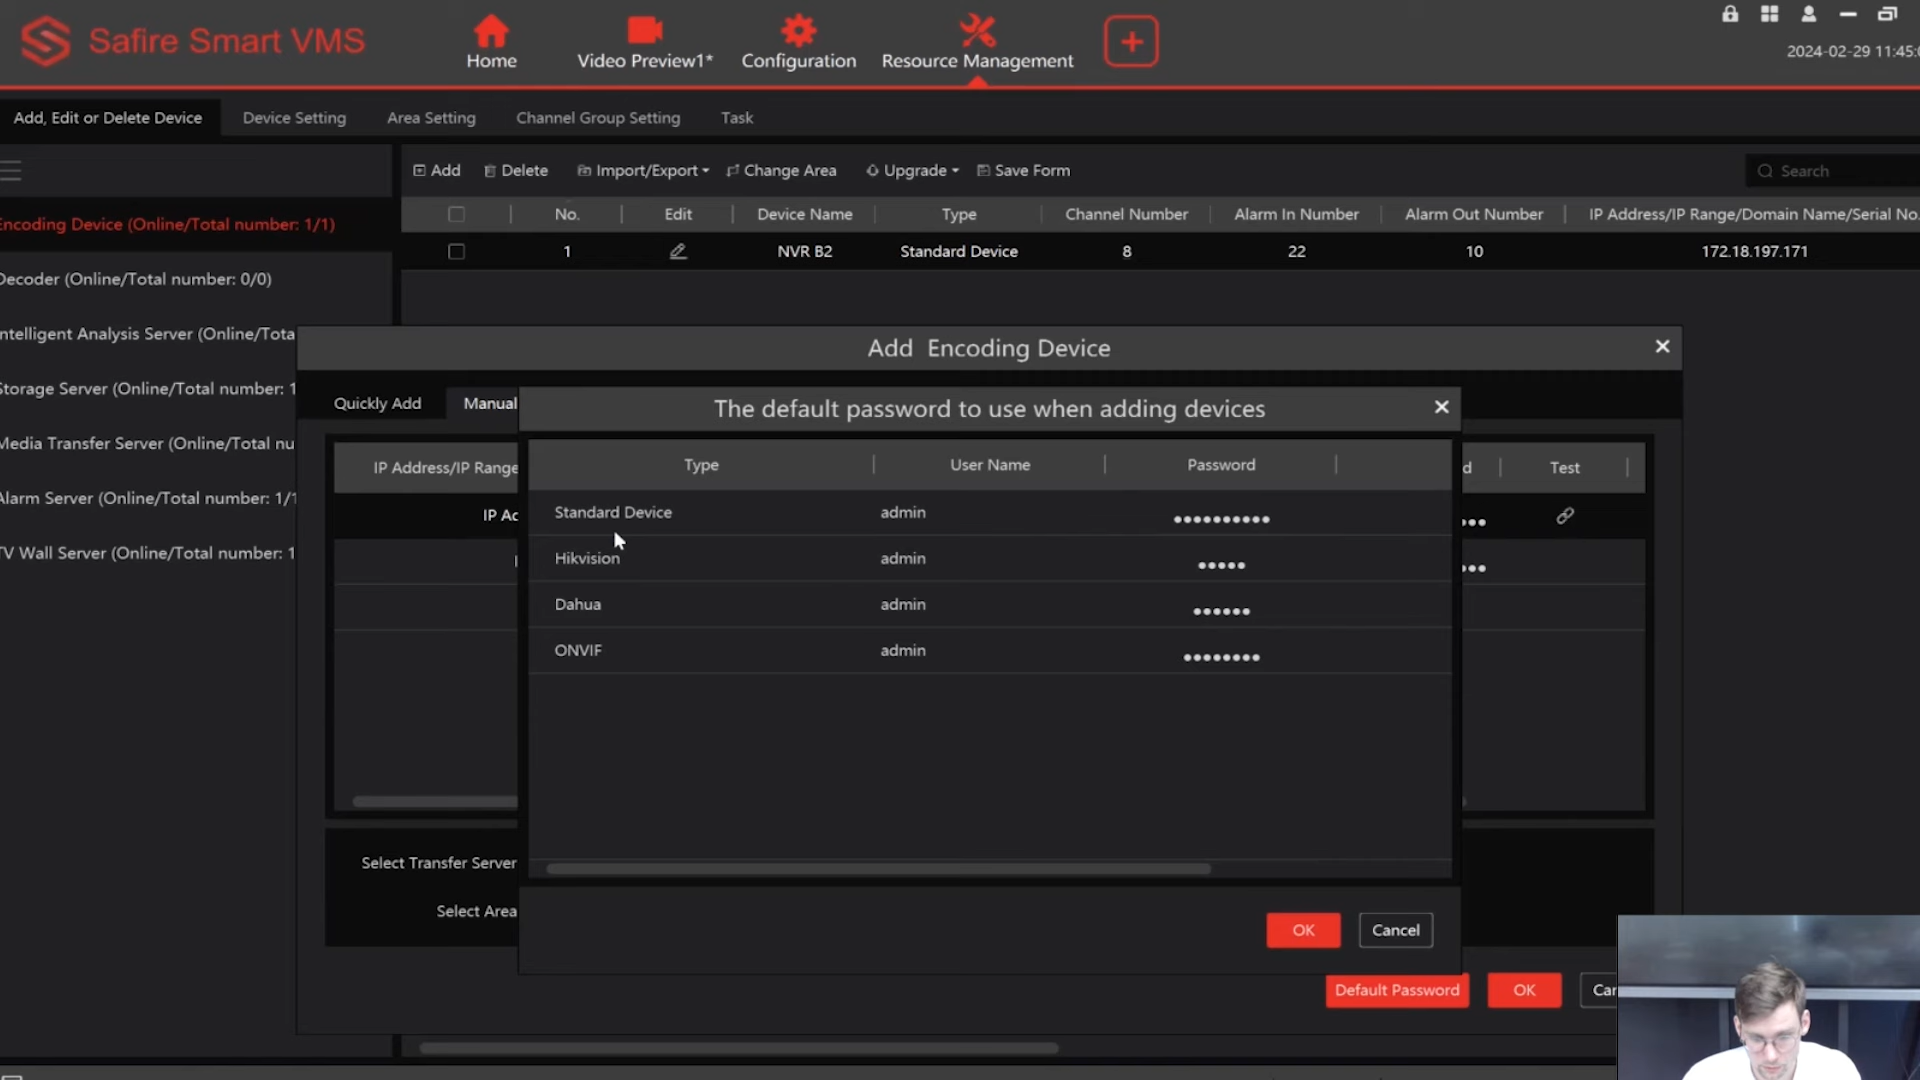 Safire Smart VMS
Home
Video Preview1*
Configuration
Resource Management
2024-02-29 11:45:
Add, Edit or Delete Device
Device Setting
Area Setting
Channel Group Setting
Task
Add
Delete
Import/Export
Change Area
Upgrade
Save Form
Search
No.
Edit
Device Name
Type
Channel Number
Alarm In Number
Alarm Out Number
IP Address/IP Range/Domain Name/Serial No.
1
NVR B2
Standard Device
8
22
10
172.18.197.171
Encoding Device (Online/Total number: 1/1)
Decoder (Online/Total number: 0/0)
ntelligent Analysis Server (Online/Tota
Storage Server (Online/Total number: 1
Media Transfer Server (Online/Total nu
Alarm Server (Online/Total number: 1/1
TV Wall Server (Online/Total number: 1
Add Encoding Device
Quickly Add
Manual
IP Address/IP Range
d
Test
IP Ad
The default password to use when adding devices
Type
User Name
Password
Standard Device
admin
••••••••••
Hikvision
admin
•••••
Dahua
admin
••••••
ONVIF
admin
••••••••
Select Transfer Server
Select Area
OK
Cancel
Default Password
OK
Can